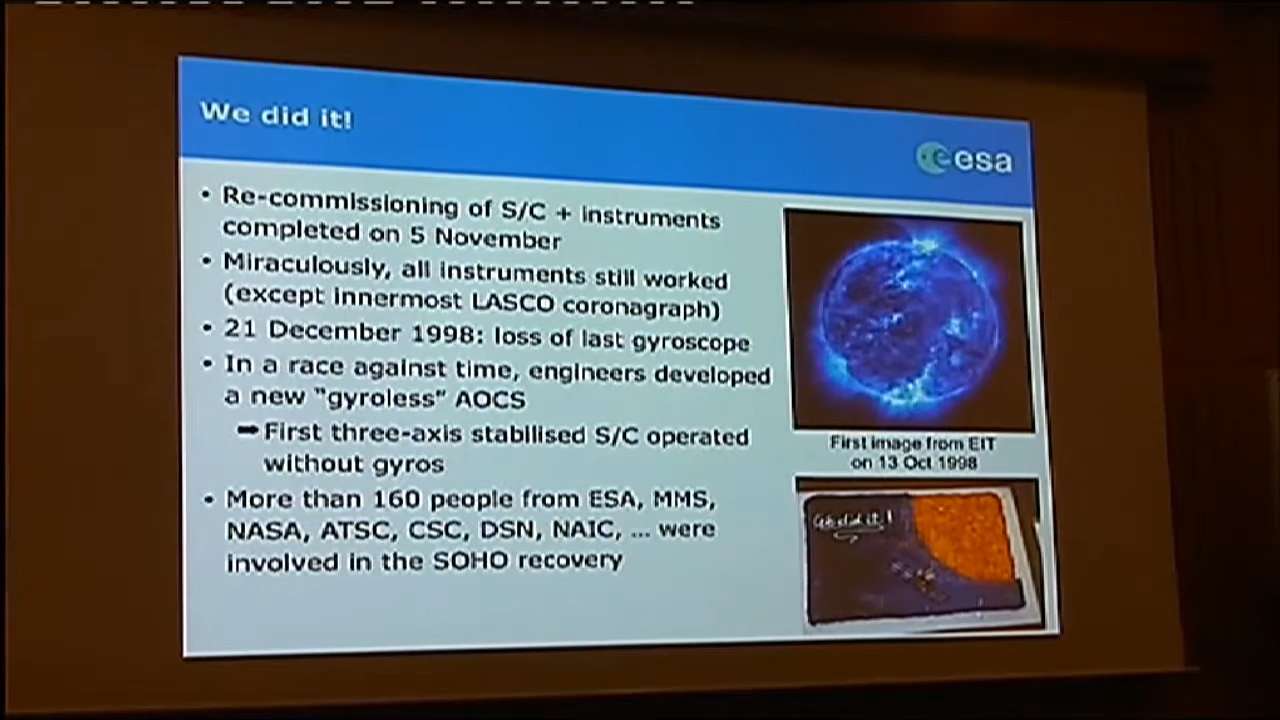 We did it!
esa
• Re-commissioning of S/C + instruments
completed on 5 November
• Miraculously, all instruments still worked
(except innermost LASCO coronagraph)
• 21 December 1998: loss of last gyroscope
• In a race against time, engineers developed
a new "gyroless" AOCS
➡ First three-axis stabilised S/C operated
without gyros
• More than 160 people from ESA, MMS,
NASA, ATSC, CSC, DSN, NAIC, ... were
involved in the SOHO recovery
First image from EIT
on 13 Oct 1998
We did it!